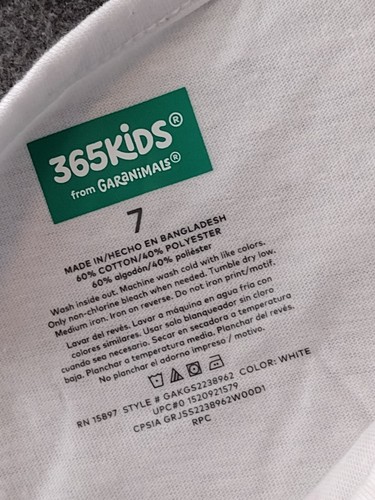 365KiDS®
from GARANIMALS®
7
MADE IN/HECHO EN BANGLADESH
60% COTTON/40% POLYESTER
60% algodón/40% poliéster
Wash inside out. Machine wash cold with like colors.
Only non-chlorine bleach when needed. Tumble dry low.
Medium iron. Iron on reverse. Do not iron print/motif.
Lavar del revés. Lavar a máquina en agua fría con
colores similares. Usar solo blanqueador sin cloro
cuando sea necesario. Secar en secadora a temperatura
baja. Planchar a temperatura media. Planchar del revés.
No planchar el adorno impreso / motivo.
RN 15897 STYLE # GAKGS2238962 COLOR: WHITE
UPC#0 1520921579
CPSIA GRJSS2238962W00D1
RPC